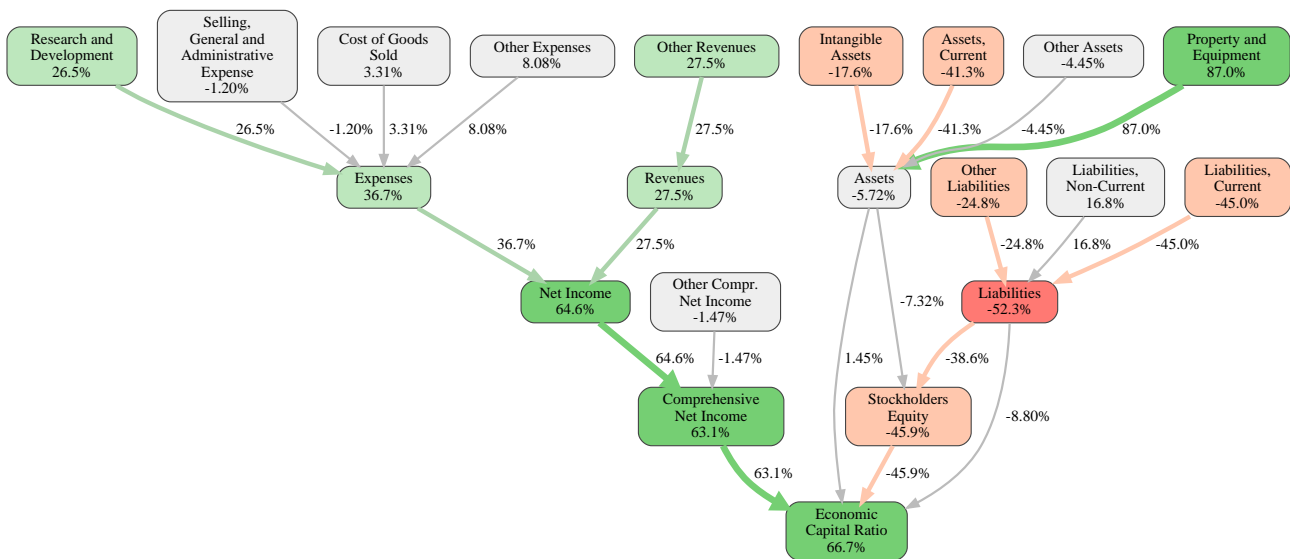 Research and
Development
26.5%
Selling,
General and
Administrative
Expense
-1.20%
Cost of Goods
Sold
3.31%
Other Expenses
8.08%
Other Revenues
27.5%
Intangible
Assets
-17.6%
Assets,
Current
-41.3%
Other Assets
-4.45%
Property and
Equipment
87.0%
26.5%
-1.20%
3.31%
8.08%
27.5%
-17.6%
-41.3%
-4.45%
87.0%
Expenses
36.7%
Revenues
27.5%
Assets
-5.72%
Other
Liabilities
-24.8%
Liabilities,
Non-Current
16.8%
Liabilities,
Current
-45.0%
36.7%
27.5%
-24.8%
16.8%
-45.0%
Net Income
64.6%
Other Compr.
Net Income
-1.47%
-7.32%
Liabilities
-52.3%
64.6%
-1.47%
1.45%
-38.6%
Comprehensive
Net Income
63.1%
Stockholders
Equity
-45.9%
-8.80%
63.1%
-45.9%
Economic
Capital Ratio
66.7%